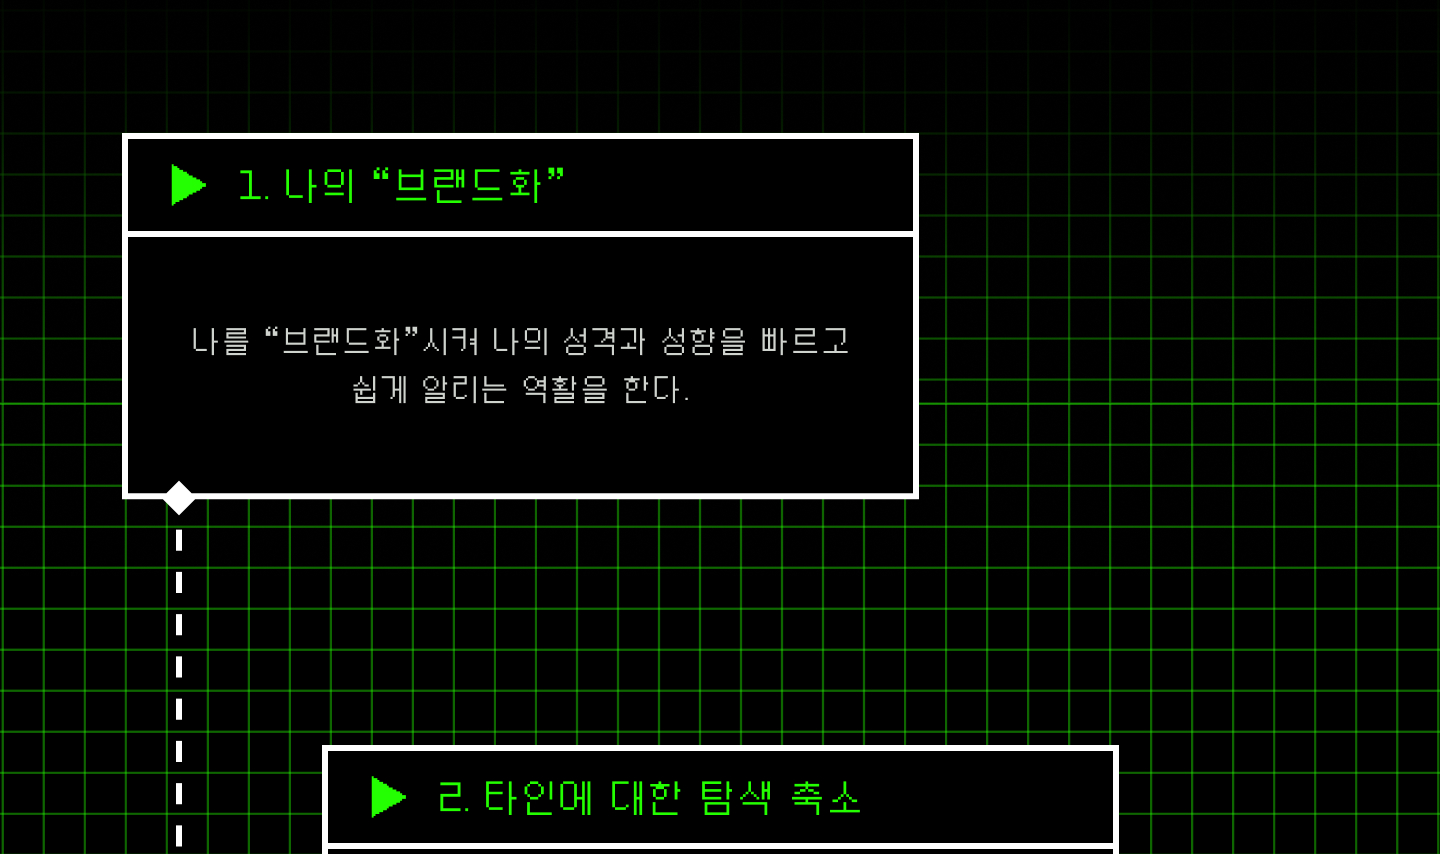 1. 나의 “브랜드화”
나를 “브랜드화”시켜 나의 성격과 성향을 빠르고
쉽게 알리는 역활을 한다.
2. 타인에 대한 탐색 축소